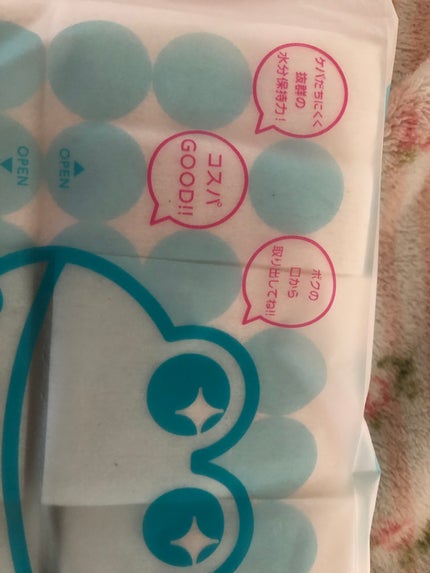 ケバだちにくく
抜群の
水分保持力!
コスパ
GOOD!!
ボクの
口から
取り出してね!!
OPEN
OPEN